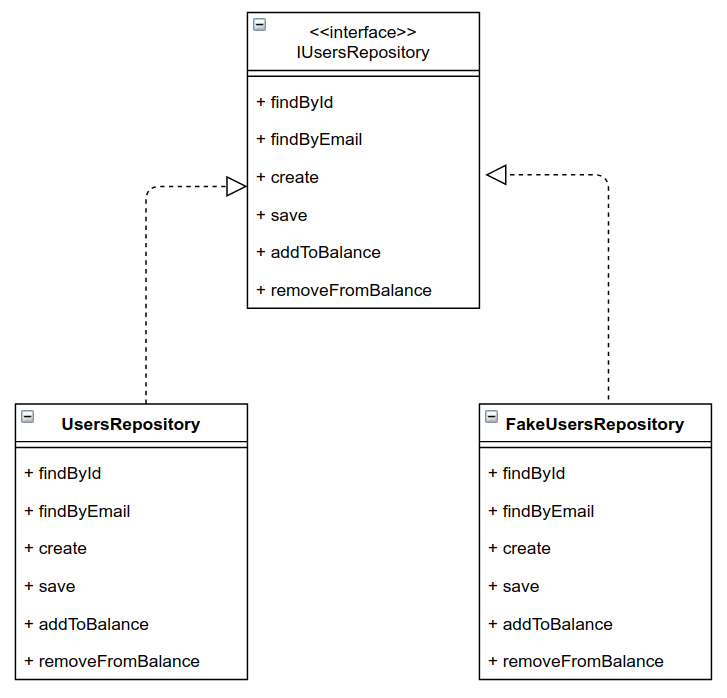 <<interface>>
IUsersRepository
+ findById
+ findByEmail
+ create
+ save
+ addToBalance
+ removeFromBalance
UsersRepository
+ findById
+ findByEmail
+ create
+ save
+ addToBalance
+ removeFromBalance
FakeUsersRepository
+ findById
+ findByEmail
+ create
+ save
+ addToBalance
+ removeFromBalance